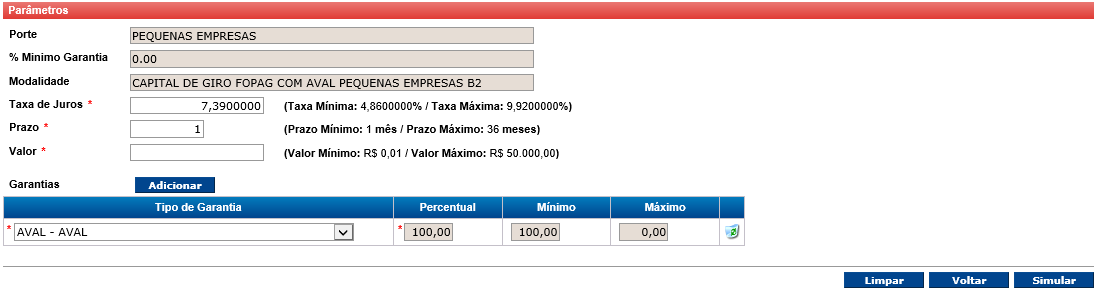 Parâmetros
Porte PEQUENAS EMPRESAS
% Minimo Garantia 0.00
Modalidade CAPITAL DE GIRO FOPAG COM AVAL PEQUENAS EMPRESAS B2
Taxa de Juros * 7,3900000 (Taxa Mínima: 4,8600000% / Taxa Máxima: 9,9200000%)
Prazo * 1 (Prazo Mínimo: 1 mês / Prazo Máximo: 36 meses)
Valor * (Valor Mínimo: R$ 0,01 / Valor Máximo: R$ 50.000,00)
Garantias Adicionar
Tipo de Garantia Percentual Mínimo Máximo
* AVAL - AVAL * 100,00 100,00 0,00
Limpar Voltar Simular